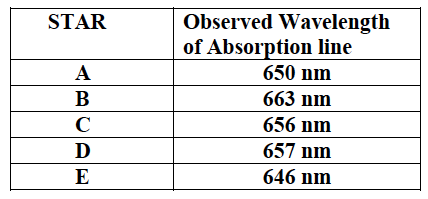 STAR Observed Wavelength
of Absorption line
A 650 nm
B 663 nm
C 656 nm
D 657 nm
E 646 nm